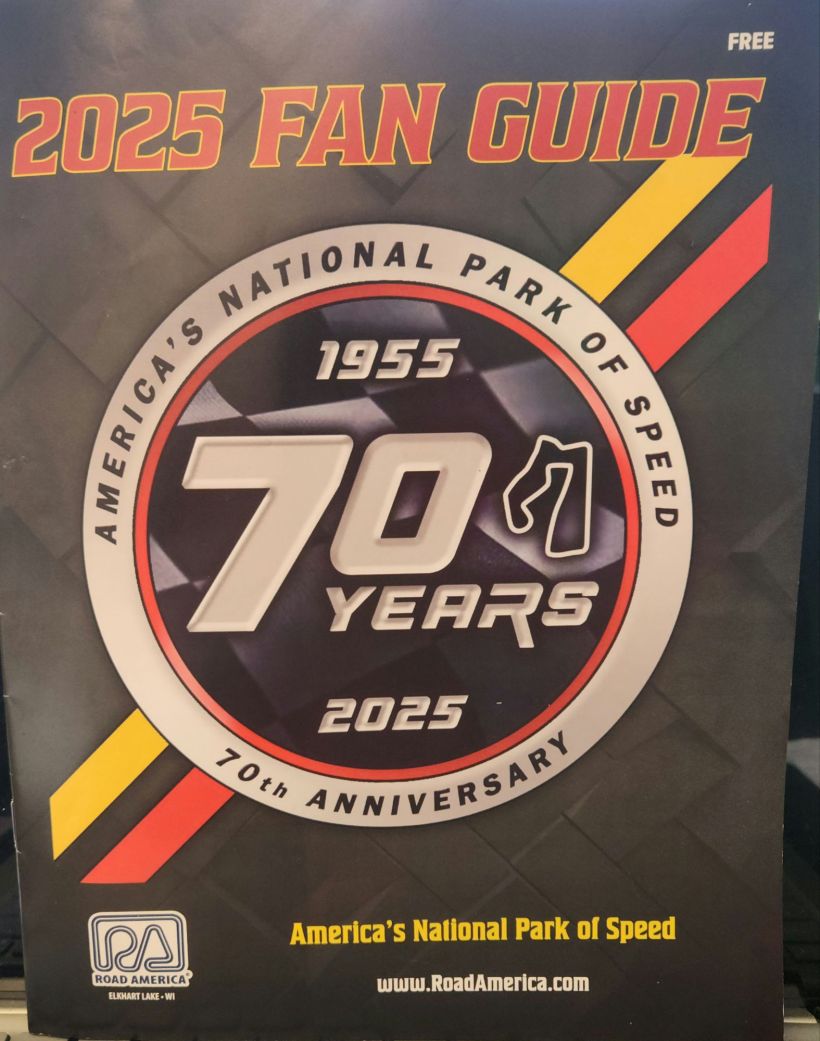 FREE
2025 FAN GUIDE
AMERICA'S NATIONAL PARK OF SPEED
1955
70
YEARS
2025
70th ANNIVERSARY
RA
ROAD AMERICA®
ELKHART LAKE • WI
America's National Park of Speed
www.RoadAmerica.com